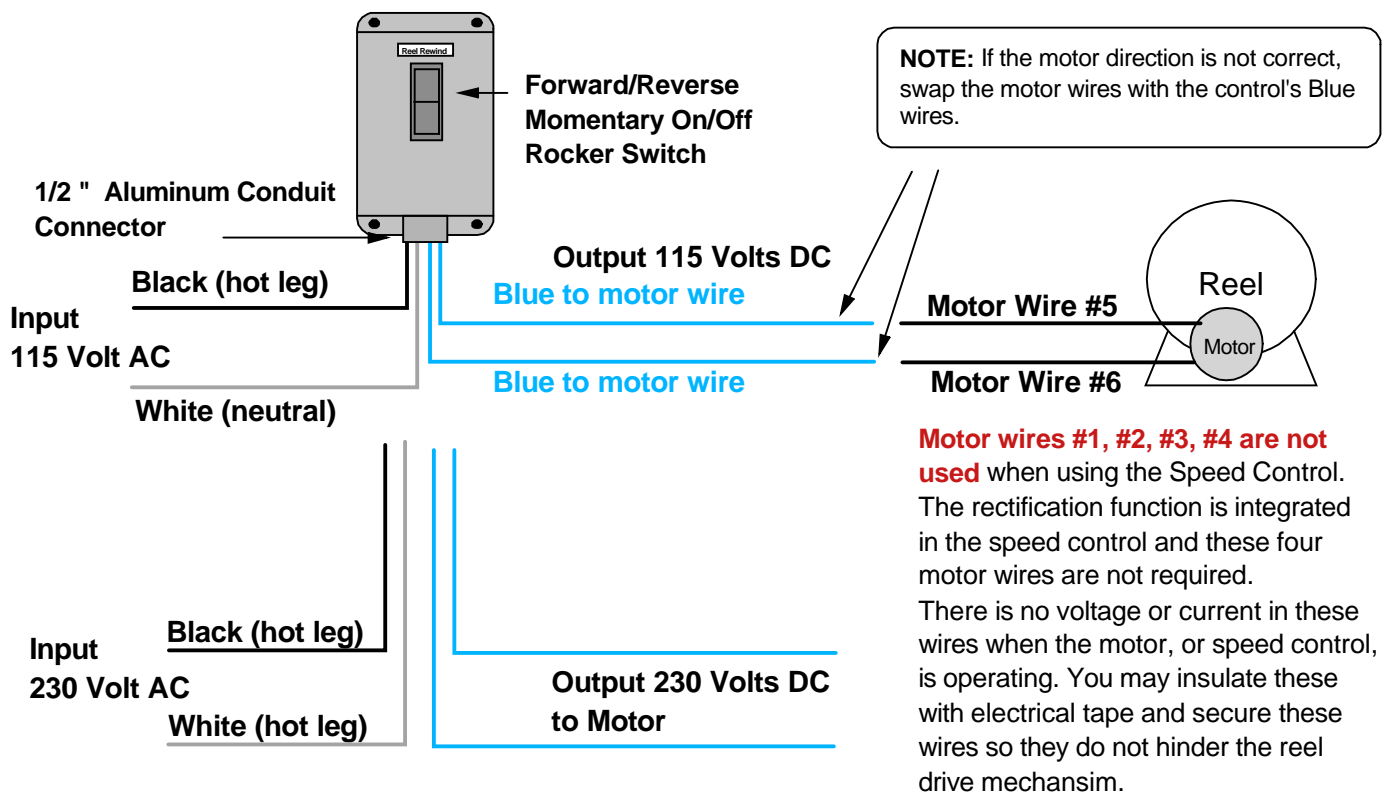 Reel Rewind
Forward/Reverse
Momentary On/Off
Rocker Switch
NOTE: If the motor direction is not correct,
swap the motor wires with the control's Blue
wires.
1/2 "  Aluminum Conduit
Connector
Black (hot leg)
Input
115 Volt AC
White (neutral)
Output 115 Volts DC
Blue to motor wire
Blue to motor wire
Motor Wire #5
Motor Wire #6
Reel
Motor
Motor wires #1, #2, #3, #4 are not
used when using the Speed Control.
The rectification function is integrated
in the speed control and these four
motor wires are not required.
There is no voltage or current in these
wires when the motor, or speed control,
is operating. You may insulate these
with electrical tape and secure these
wires so they do not hinder the reel
drive mechansim.
Black (hot leg)
Input
230 Volt AC
White (hot leg)
Output 230 Volts DC
to Motor